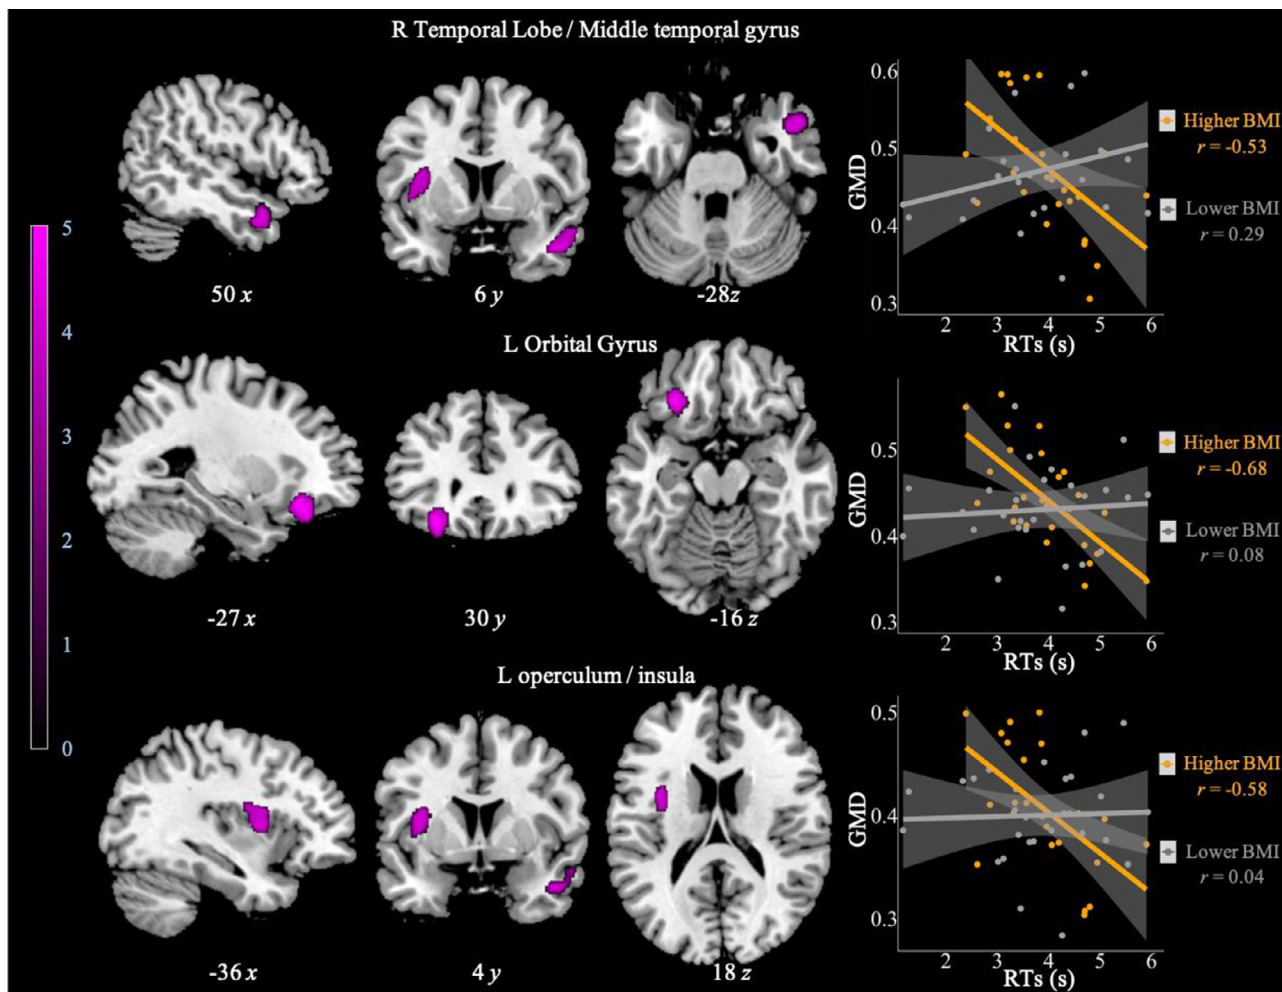 R Temporal Lobe / Middle temporal gyrus
50 x
6 y
-28z
0.6
0.5
0.4
0.3
GMD
2 3 4 5 6
RTs (s)
Higher BMI
r = -0.53
Lower BMI
r = 0.29
5
4
3
2
1
0
L Orbital Gyrus
-27 x
30 y
-16 z
0.5
0.4
0.3
GMD
2 3 4 5 6
RTs (s)
Higher BMI
r = -0.68
Lower BMI
r = 0.08
L operculum / insula
-36 x
4 y
18 z
0.5
0.4
0.3
GMD
2 3 4 5 6
RTs (s)
Higher BMI
r = -0.58
Lower BMI
r = 0.04